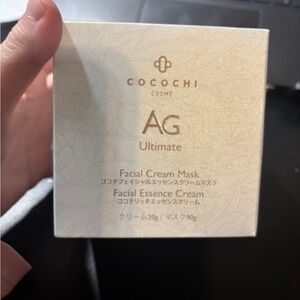 COCOCHI
COSME
AG
Ultimate
Facial Cream Mask
ココチフェイシャルエッセンスクリームマスク
Facial Essence Cream
ココチリッチエッセンスクリーム
クリーム20g / マスク90g